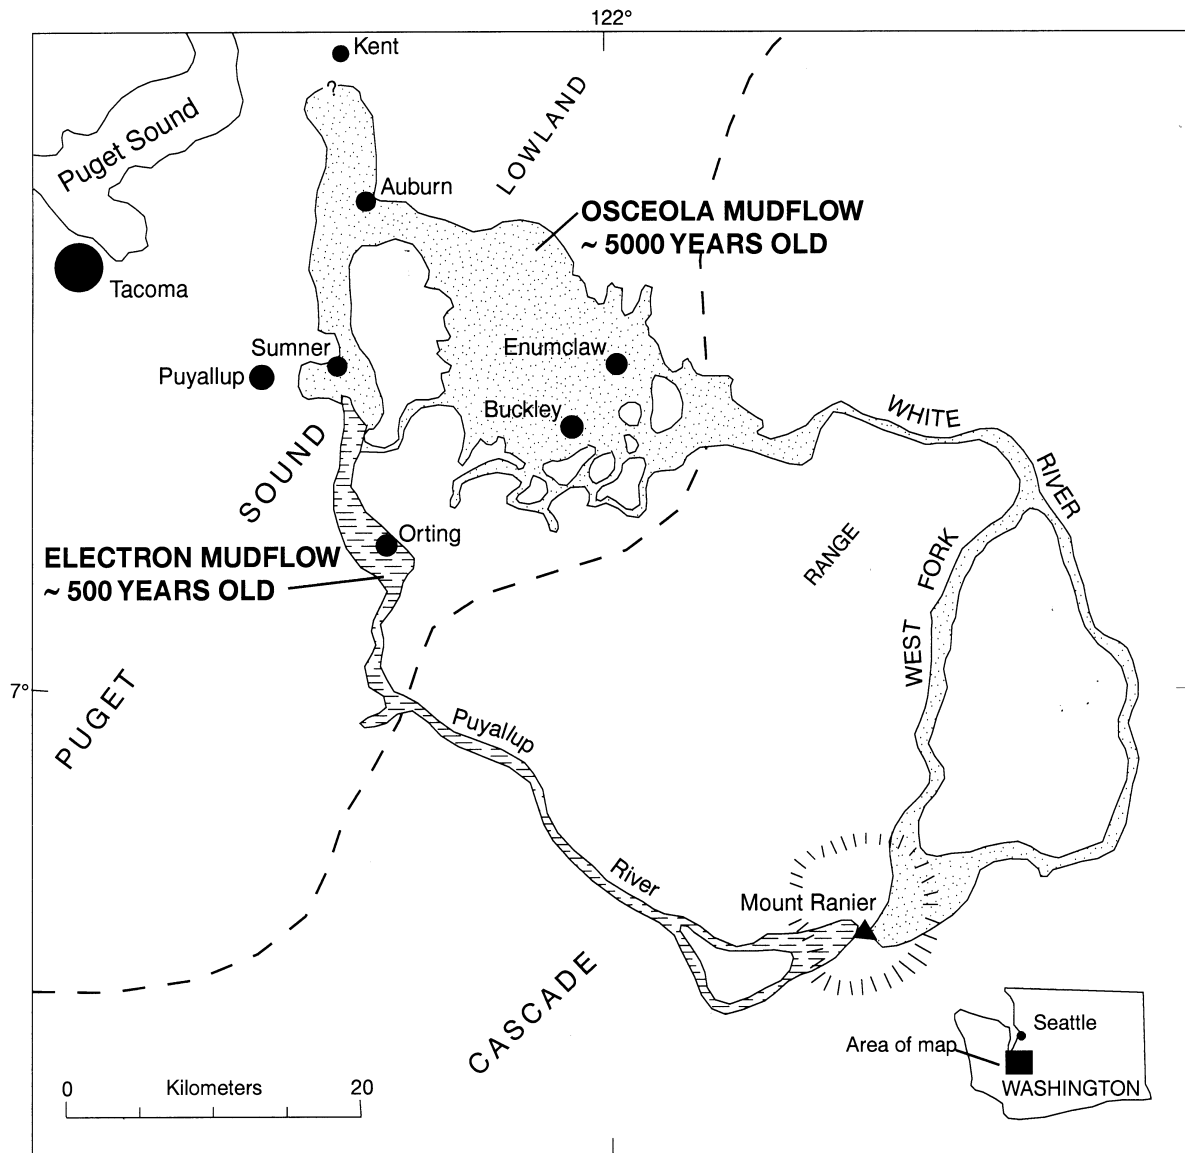 122°
Kent
?
Puget Sound
LOWLAND
Auburn
OSCEOLA MUDFLOW
~ 5000 YEARS OLD
Tacoma
Sumner
Enumclaw
Puyallup
Buckley
WHITE
RIVER
SOUND
Orting
RANGE
FORK
ELECTRON MUDFLOW
~ 500 YEARS OLD
WEST
7°
PUGET
Puyallup
River
Mount Ranier
CASCADE
Seattle
Area of map
WASHINGTON
0 Kilometers 20